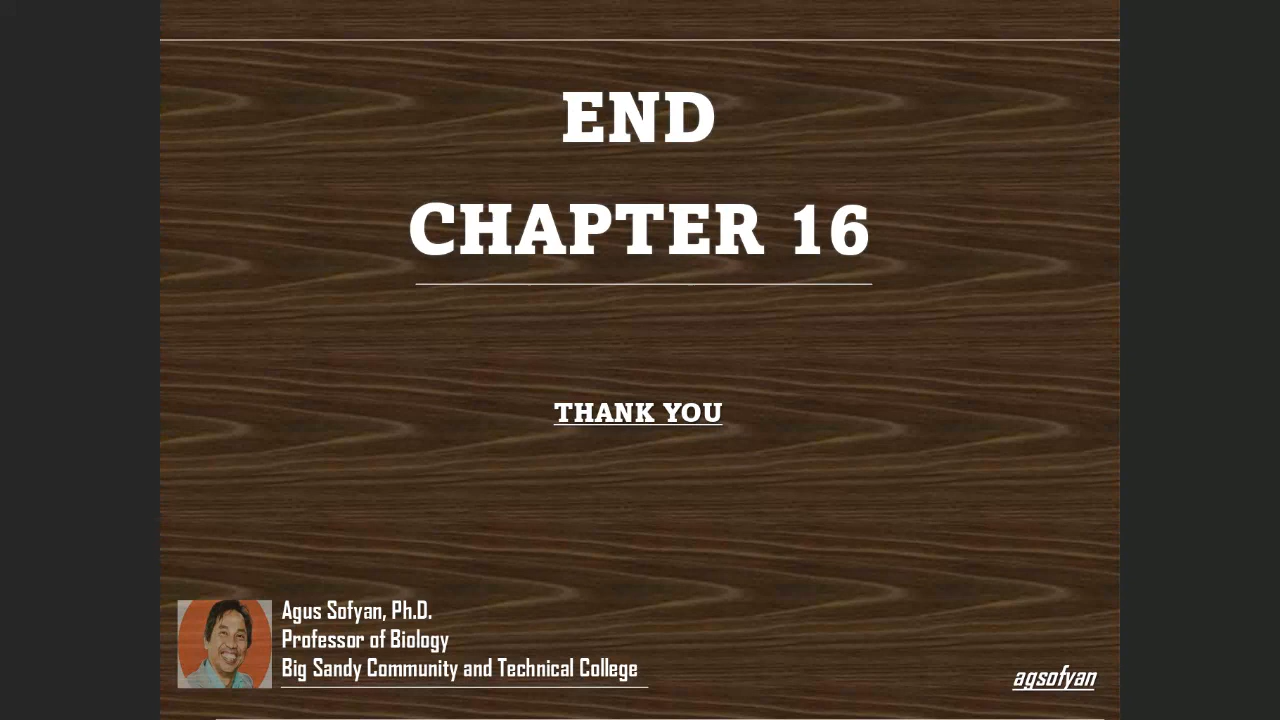 END
CHAPTER 16
THANK YOU
Agus Sofyan, Ph.D.
Professor of Biology
Big Sandy Community and Technical College
agsofyan